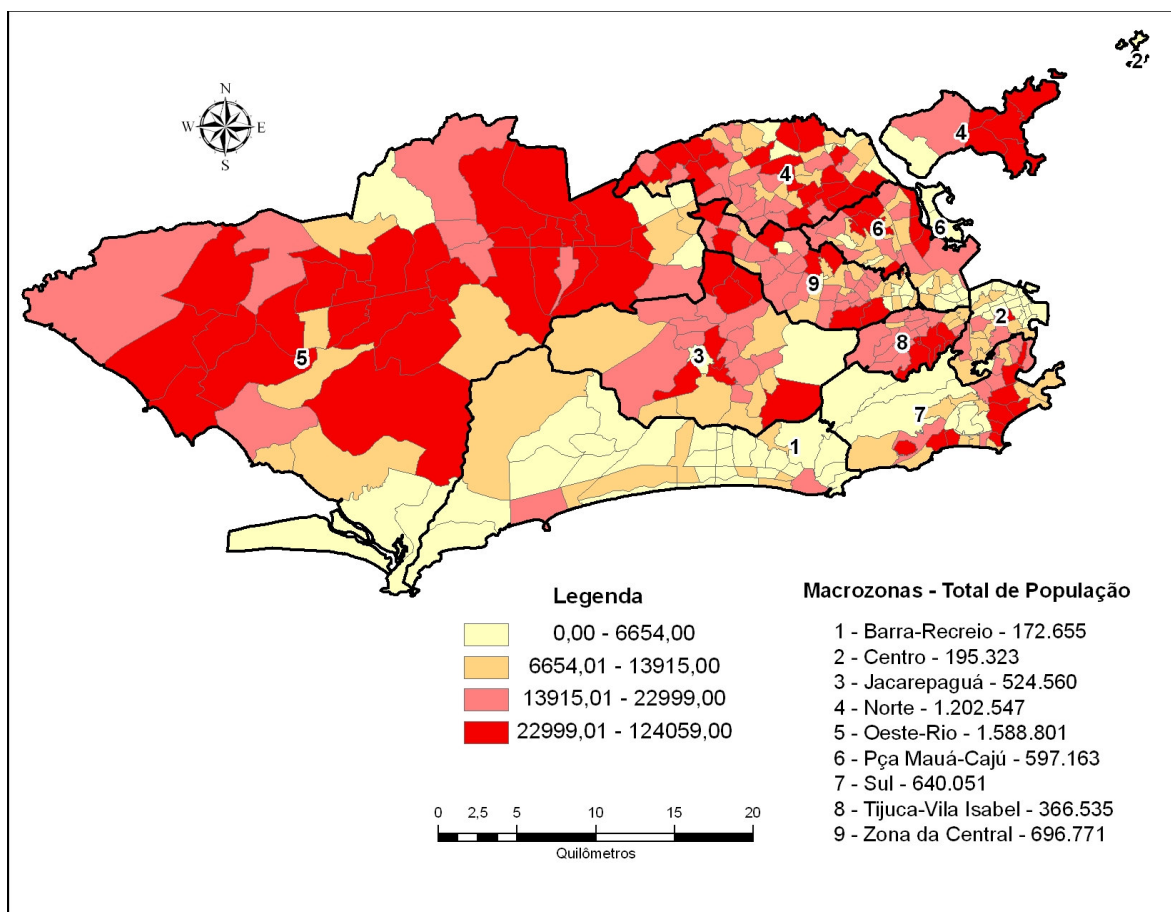 N
W E
S
2
4
4
6
6
9
2
8
3
5
7
1
Legenda
0,00 - 6654,00
6654,01 - 13915,00
13915,01 - 22999,00
22999,01 - 124059,00
0 2,5 5 10 15 20
Quilômetros
Macrozonas - Total de População
1 - Barra-Recreio - 172.655
2 - Centro - 195.323
3 - Jacarepaguá - 524.560
4 - Norte - 1.202.547
5 - Oeste-Rio - 1.588.801
6 - Pça Mauá-Cajú - 597.163
7 - Sul - 640.051
8 - Tijuca-Vila Isabel - 366.535
9 - Zona da Central - 696.771